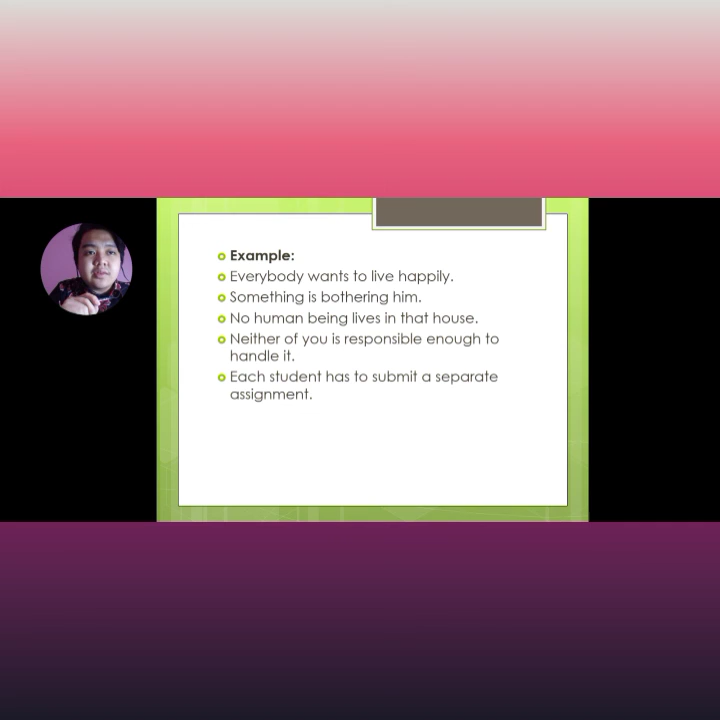 Example:
Everybody wants to live happily.
Something is bothering him.
No human being lives in that house.
Neither of you is responsible enough to
handle it.
Each student has to submit a separate
assignment.